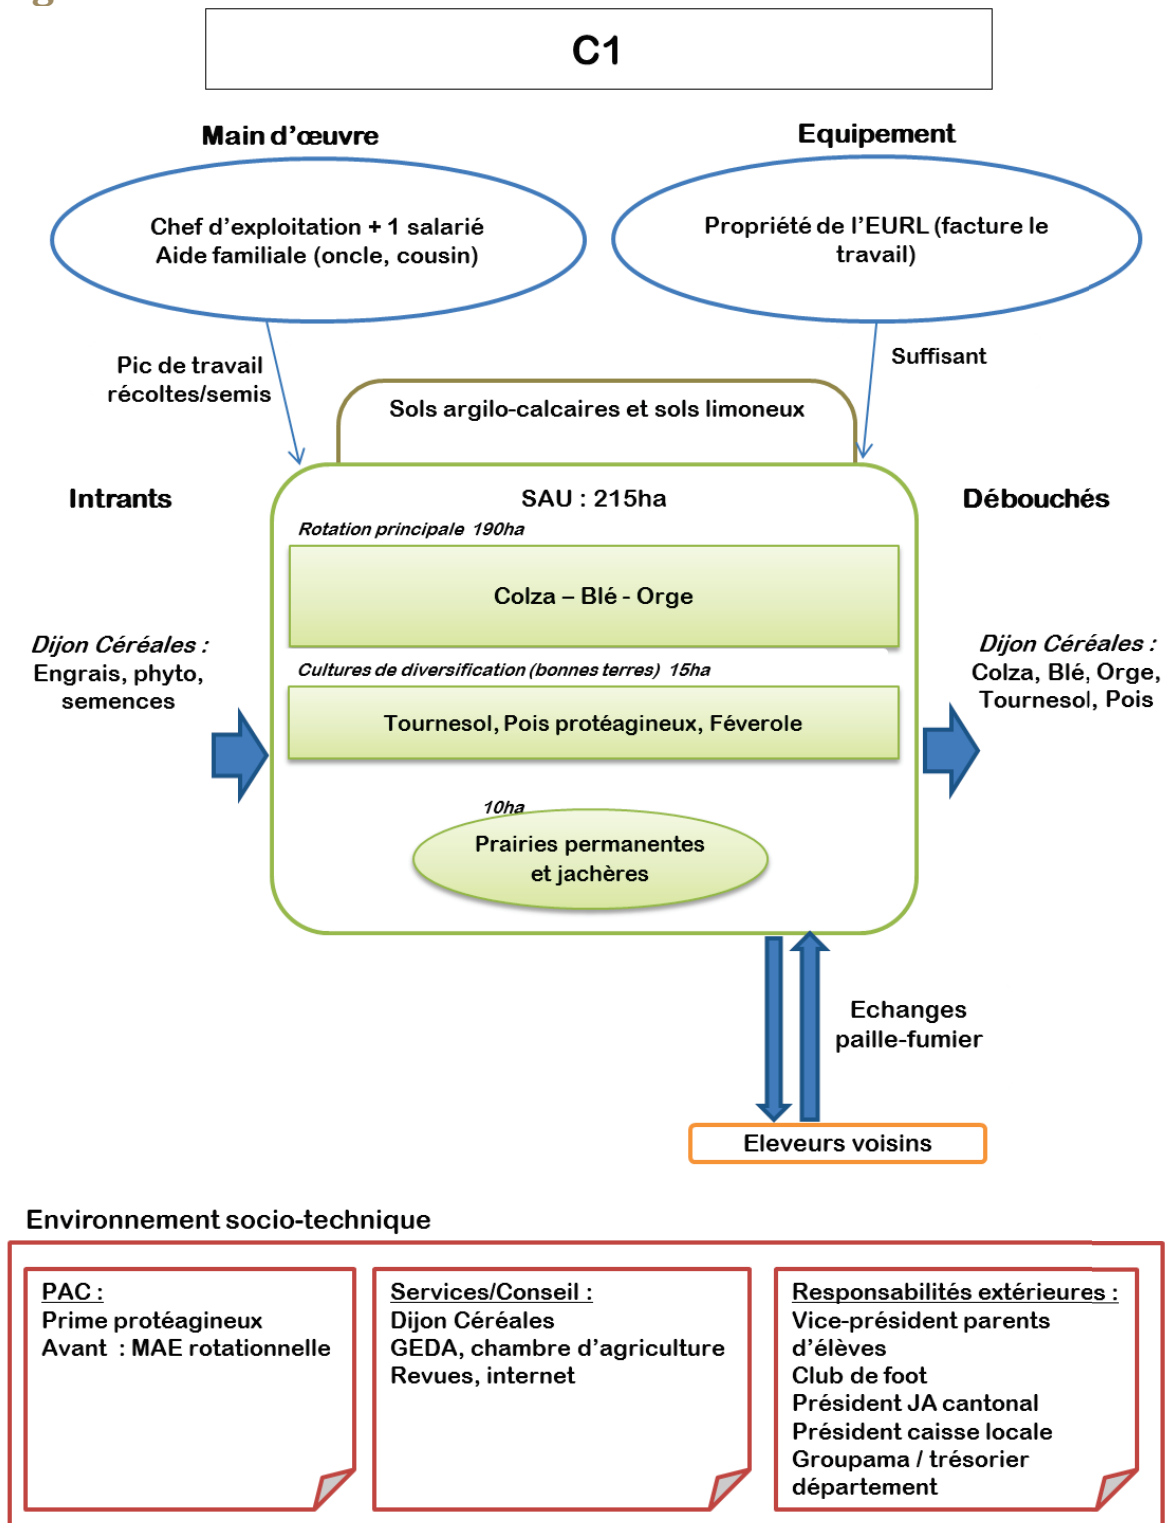 C1
Main d'œuvre
Equipement
Chef d'exploitation + 1 salarié
Aide familiale (oncle, cousin)
Propriété de l'EURL (facture le
travail)
Pic de travail
récoltes/semis
Suffisant
Sols argilo-calcaires et sols limoneux
Intrants
SAU : 215ha
Débouchés
Rotation principale 190ha
Colza – Blé - Orge
Dijon Céréales :
Engrais, phyto,
semences
Dijon Céréales :
Colza, Blé, Orge,
Tournesol, Pois
Cultures de diversification (bonnes terres) 15ha
Tournesol, Pois protéagineux, Féverole
10ha
Prairies permanentes
et jachères
Echanges
paille-fumier
Eleveurs voisins
Environnement socio-technique
PAC :
Prime protéagineux
Avant : MAE rotationnelle
Services/Conseil :
Dijon Céréales
GEDA, chambre d'agriculture
Revues, internet
Responsabilités extérieures :
Vice-président parents
d'élèves
Club de foot
Président JA cantonal
Président caisse locale
Groupama / trésorier
département